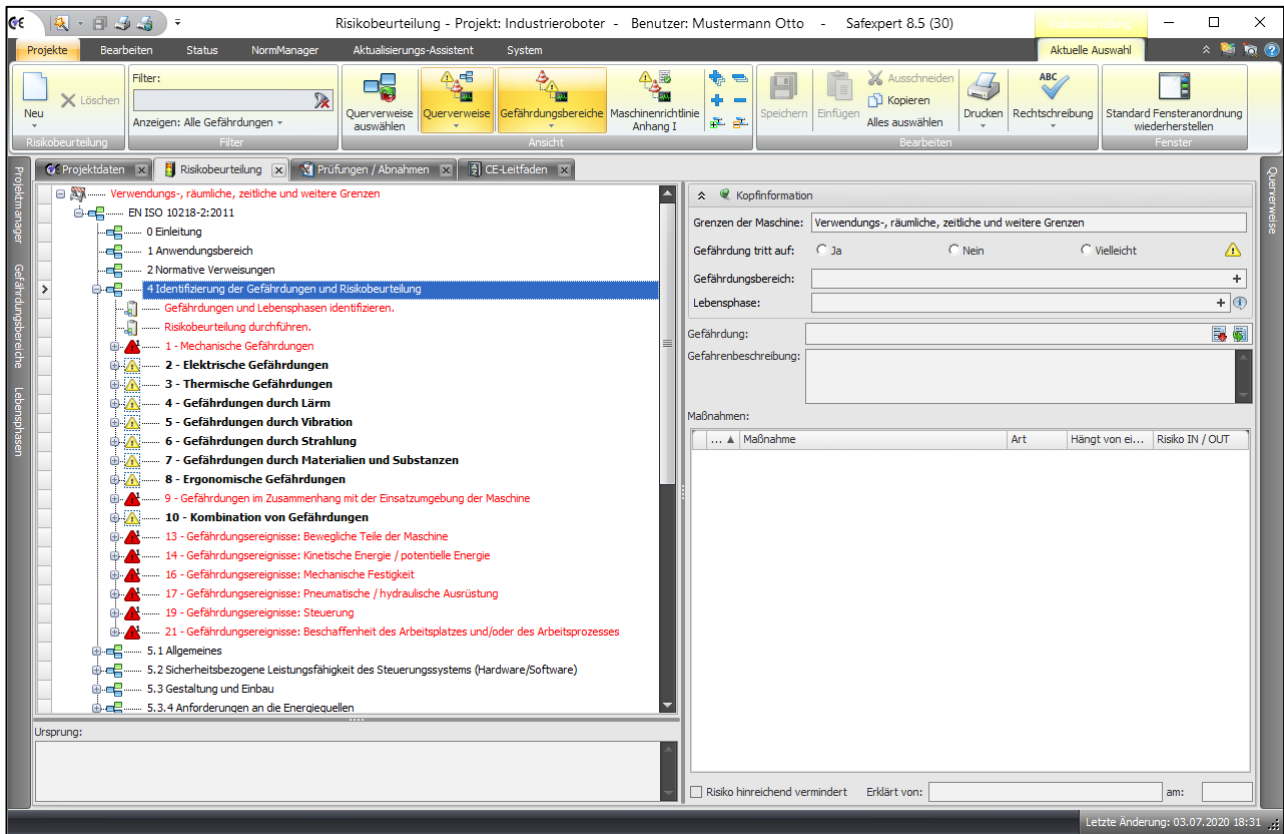 Risikobeurteilung - Projekt: Industrieroboter - Benutzer: Mustermann Otto - Safexpert 8.5 (30)
Projekte Bearbeiten Status NormManager Aktualisierungs-Assistent System Aktuelle Auswahl
Neu
Löschen
Risikobeurteilung
Filter:
Anzeigen: Alle Gefährdungen
Filter
Querverweise auswählen
Querverweise
Gefährdungsbereiche
Maschinenrichtlinie Anhang I
Ansicht
Speichern
Einfügen
Ausschneiden
Kopieren
Alles auswählen
Drucken
ABC
Rechtschreibung
Bearbeiten
Standard Fensteranordnung wiederherstellen
Fenster
CE Projektdaten Risikobeurteilung Prüfungen / Abnahmen CE-Leitfaden
Projektmanager
Gefährdungsbereiche
Lebensphasen
Verwendungs-, räumliche, zeitliche und weitere Grenzen
EN ISO 10218-2:2011
0 Einleitung
1 Anwendungsbereich
2 Normative Verweisungen
4 Identifizierung der Gefährdungen und Risikobeurteilung
Gefährdungen und Lebensphasen identifizieren.
Risikobeurteilung durchführen.
1 - Mechanische Gefährdungen
2 - Elektrische Gefährdungen
3 - Thermische Gefährdungen
4 - Gefährdungen durch Lärm
5 - Gefährdungen durch Vibration
6 - Gefährdungen durch Strahlung
7 - Gefährdungen durch Materialien und Substanzen
8 - Ergonomische Gefährdungen
9 - Gefährdungen im Zusammenhang mit der Einsatzumgebung der Maschine
10 - Kombination von Gefährdungen
13 - Gefährdungsereignisse: Bewegliche Teile der Maschine
14 - Gefährdungsereignisse: Kinetische Energie / potentielle Energie
16 - Gefährdungsereignisse: Mechanische Festigkeit
17 - Gefährdungsereignisse: Pneumatische / hydraulische Ausrüstung
19 - Gefährdungsereignisse: Steuerung
21 - Gefährdungsereignisse: Beschaffenheit des Arbeitsplatzes und/oder des Arbeitsprozesses
5.1 Allgemeines
5.2 Sicherheitsbezogene Leistungsfähigkeit des Steuerungssystems (Hardware/Software)
5.3 Gestaltung und Einbau
5.3.4 Anforderungen an die Energiequellen
Ursprung:
Kopfinformation
Grenzen der Maschine: Verwendungs-, räumliche, zeitliche und weitere Grenzen
Gefährdung tritt auf: Ja Nein Vielleicht
Gefährdungsbereich:
Lebensphase:
Gefährdung:
Gefahrenbeschreibung:
Maßnahmen:
... Maßnahme Art Hängt von ei... Risiko IN / OUT
Risiko hinreichend vermindert Erklärt von: am:
Querverweise
Letzte Änderung: 03.07.2020 18:31